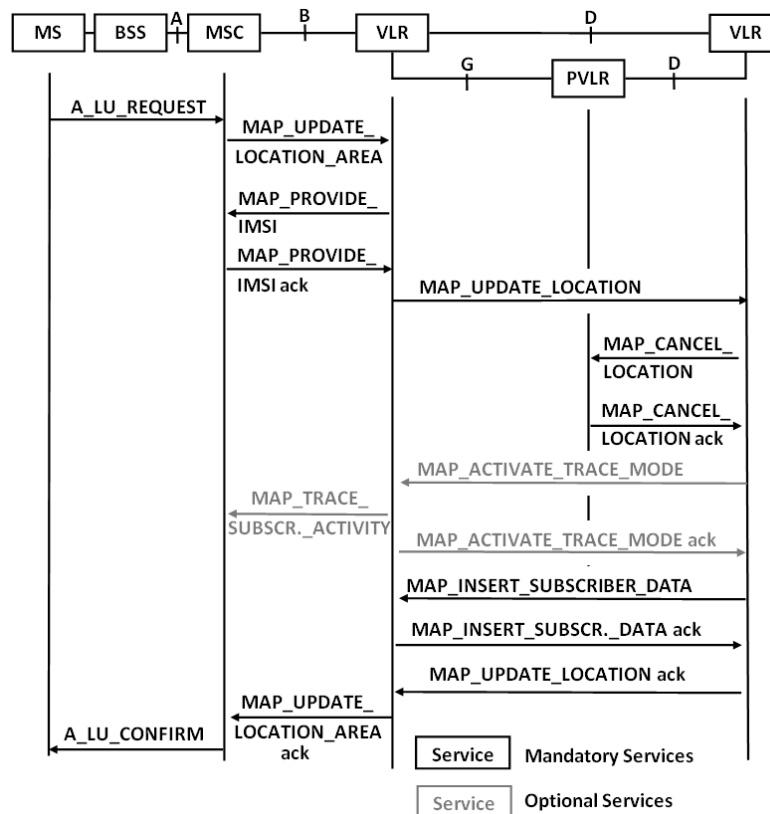 A
B
D
MS
BSS
MSC
VLR
VLR
G
PVLR
D
A_LU_REQUEST
MAP_UPDATE_
LOCATION_AREA
MAP_PROVIDE_
IMSI
MAP_PROVIDE_
IMSI ack
MAP_UPDATE_LOCATION
MAP_CANCEL_
LOCATION
MAP_CANCEL_
LOCATION ack
MAP_ACTIVATE_TRACE_MODE
MAP_TRACE_
SUBSCR._ACTIVITY
MAP_ACTIVATE_TRACE_MODE ack
MAP_INSERT_SUBSCRIBER_DATA
MAP_INSERT_SUBSCR._DATA ack
MAP_UPDATE_LOCATION ack
MAP_UPDATE_
LOCATION_AREA
ack
A_LU_CONFIRM
Service Mandatory Services
Service Optional Services